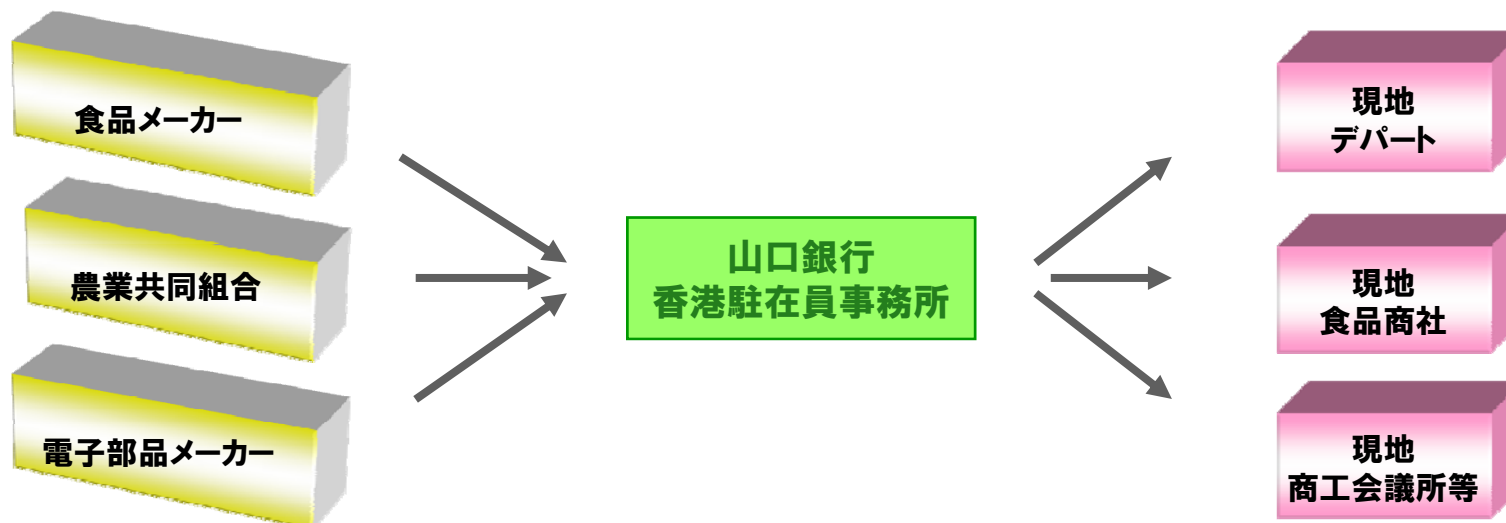 食品メーカー
農業共同組合
電子部品メーカー
山口銀行
香港駐在員事務所
現地
デパート
現地
食品商社
現地
商工会議所等